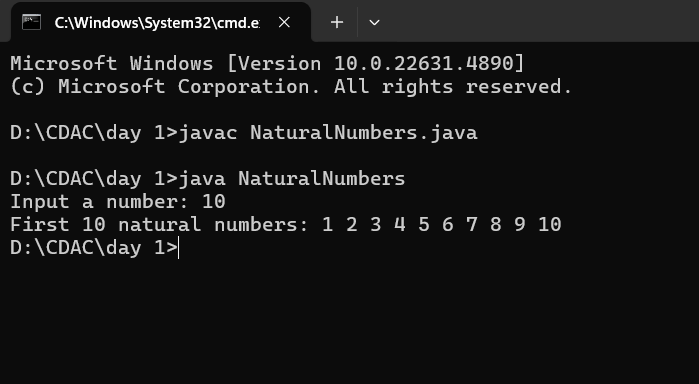 C:\Windows\System32\cmd.e
Microsoft Windows [Version 10.0.22631.4890]
(c) Microsoft Corporation. All rights reserved.
D:\CDAC\day 1>javac NaturalNumbers.java
D:\CDAC\day 1>java NaturalNumbers
Input a number: 10
First 10 natural numbers: 1 2 3 4 5 6 7 8 9 10
D:\CDAC\day 1>